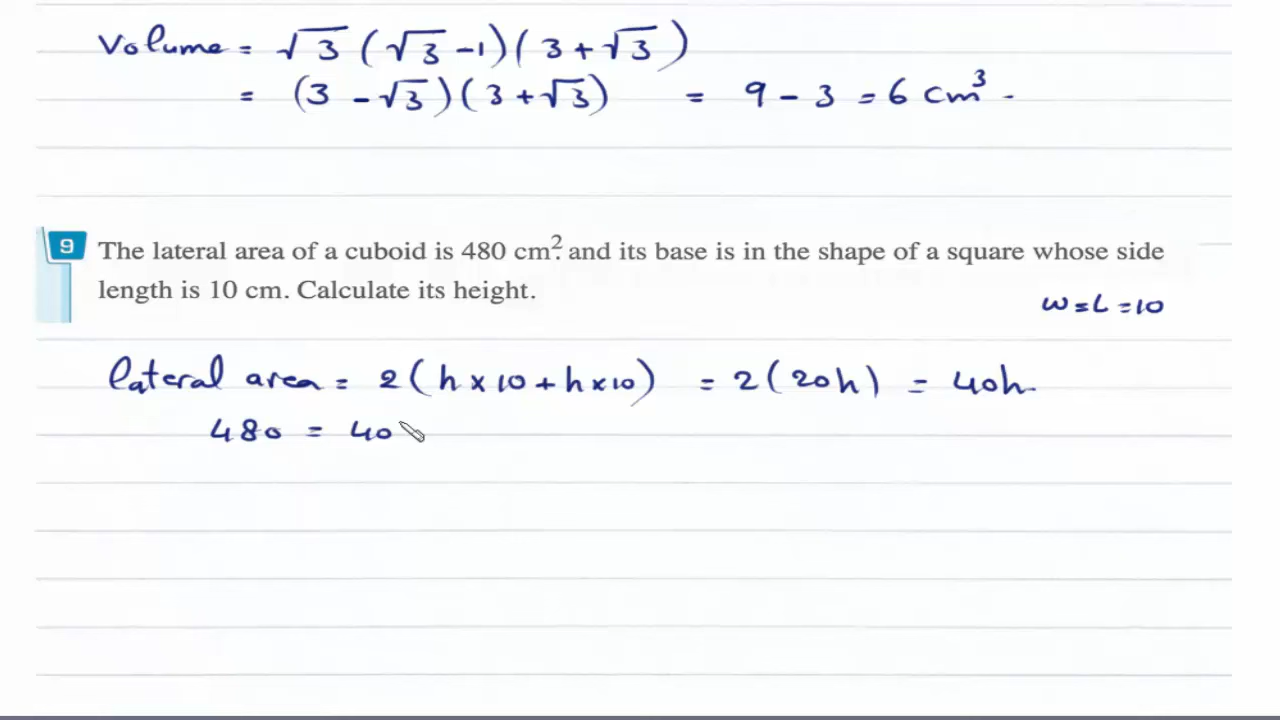 Volume = √3 (√3 -1)(3+√3)
= (3 -√3)(3+√3) = 9 - 3 = 6 cm³ -
9 The lateral area of a cuboid is 480 cm². and its base is in the shape of a square whose side
length is 10 cm. Calculate its height.
w=L=10
lateral area = 2(h×10+h×10) = 2(20h) = 40h
480 = 40